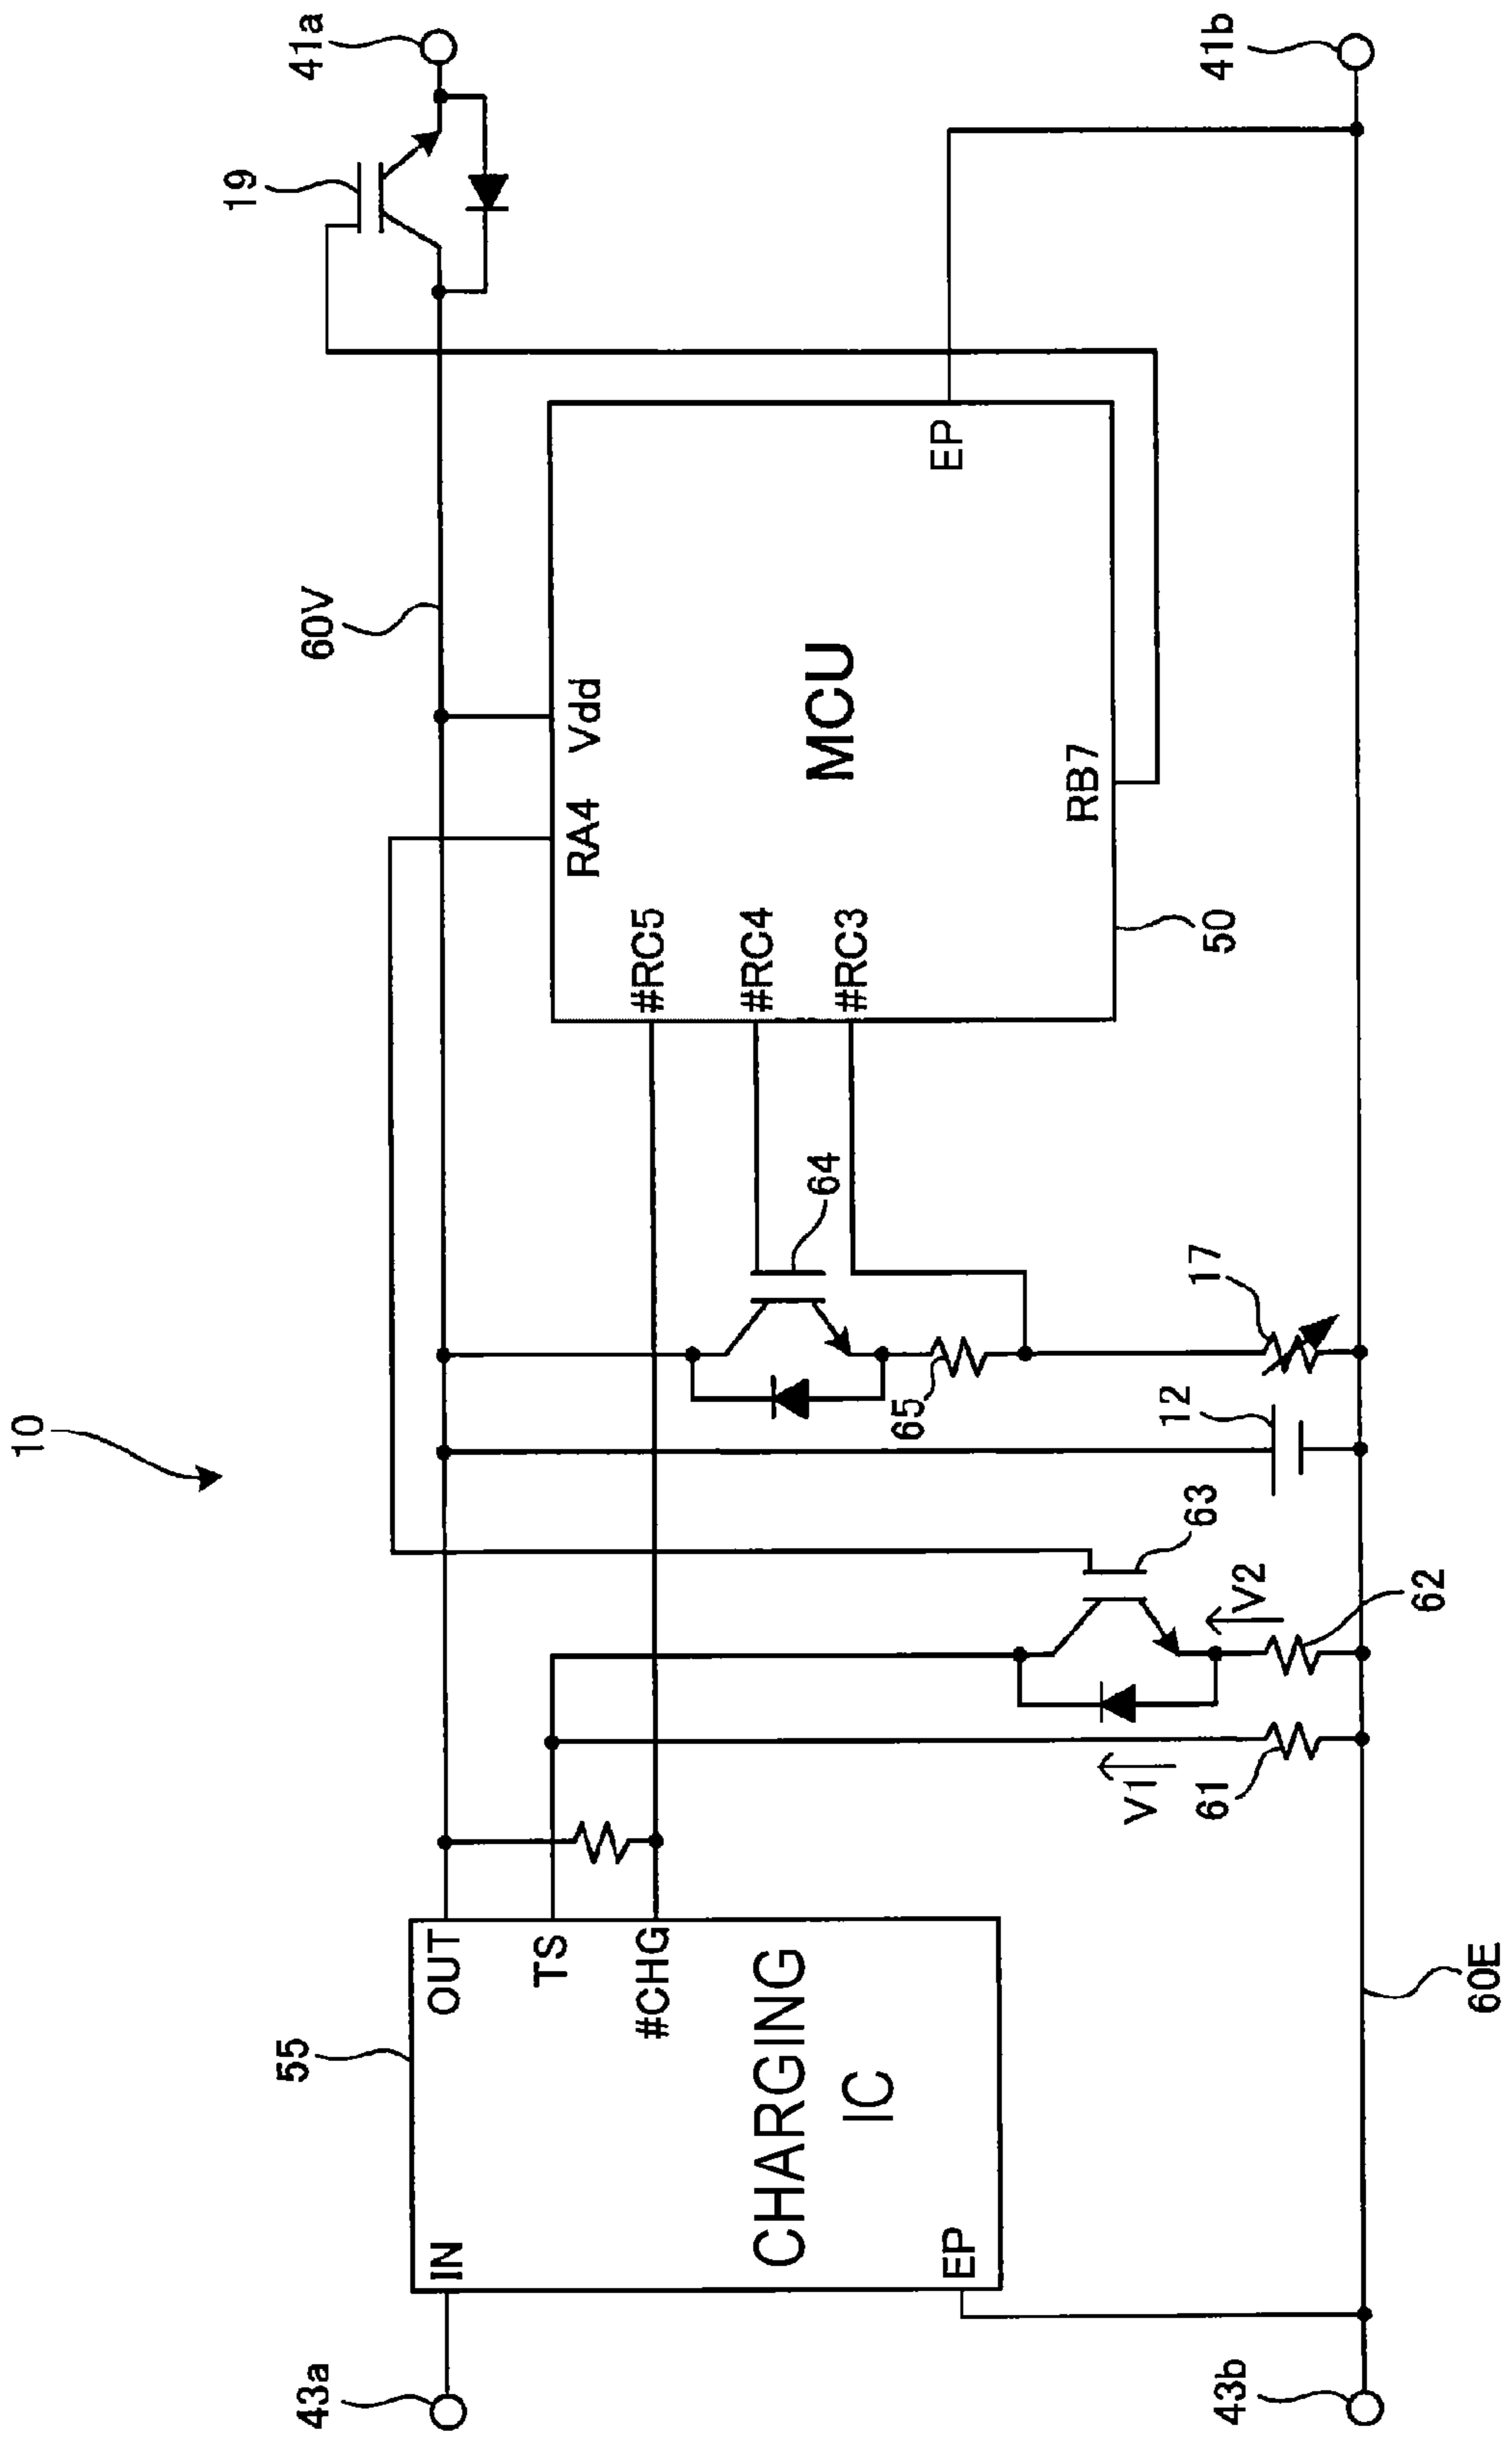 10
43a
55
IN
OUT
TS
#CHG
CHARGING
IC
EP
43b
60E
V1
61
V2
62
63
12
65
64
17
60V
RA4
Vdd
#RC5
#RC4
#RC3
MCU
RB7
EP
50
19
41a
41b